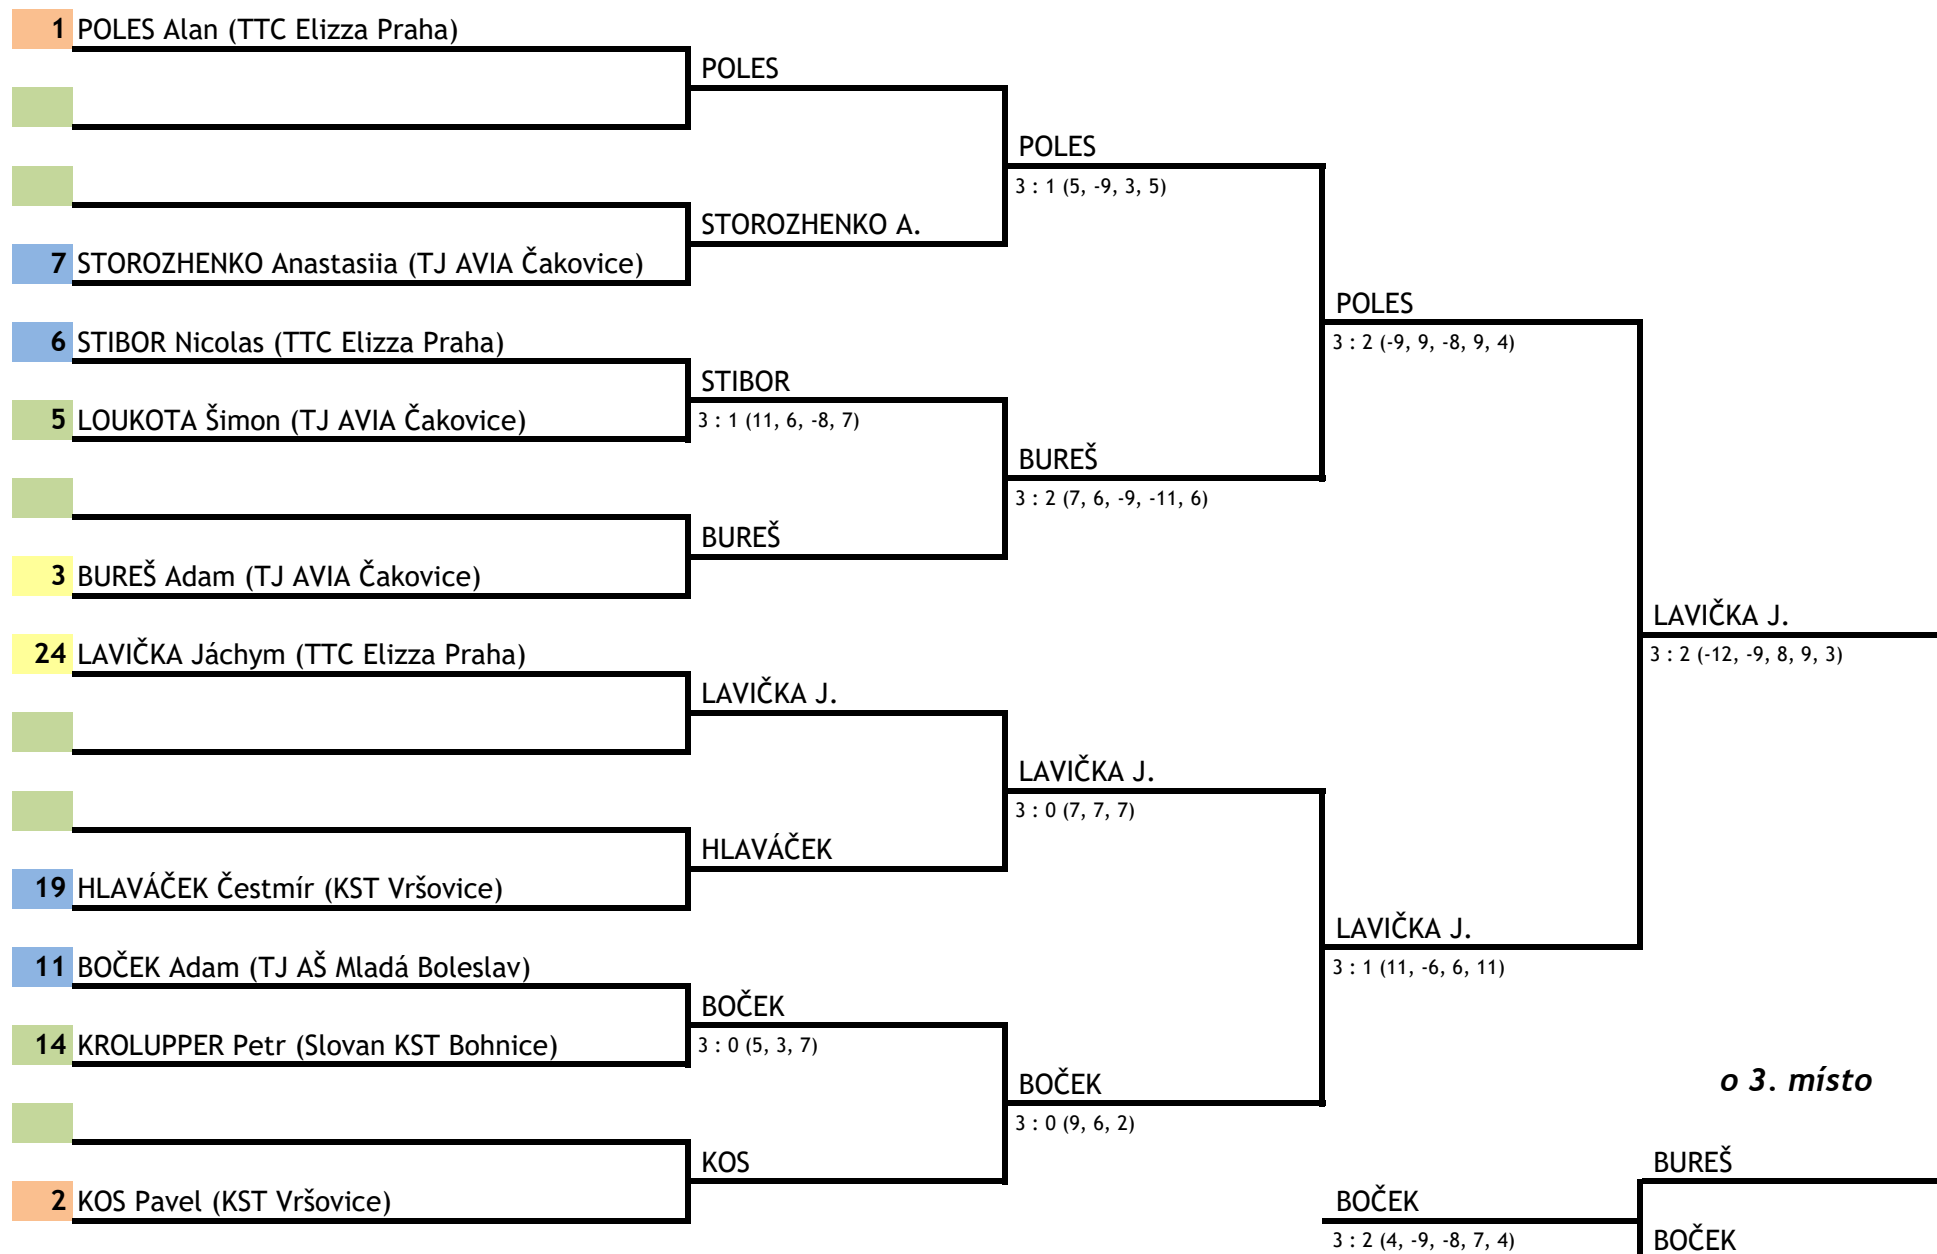 1 POLES Alan (TTC Elizza Praha)
POLES
POLES
3 : 1 (5, -9, 3, 5)
STOROZHENKO A.
7 STOROZHENKO Anastasiia (TJ AVIA Čakovice)
POLES
3 : 2 (-9, 9, -8, 9, 4)
6 STIBOR Nicolas (TTC Elizza Praha)
STIBOR
3 : 1 (11, 6, -8, 7)
5 LOUKOTA Šimon (TJ AVIA Čakovice)
BUREŠ
3 : 2 (7, 6, -9, -11, 6)
BUREŠ
3 BUREŠ Adam (TJ AVIA Čakovice)
LAVIČKA J.
3 : 2 (-12, -9, 8, 9, 3)
24 LAVIČKA Jáchym (TTC Elizza Praha)
LAVIČKA J.
LAVIČKA J.
3 : 0 (7, 7, 7)
HLAVÁČEK
19 HLAVÁČEK Čestmír (KST Vršovice)
LAVIČKA J.
3 : 1 (11, -6, 6, 11)
11 BOČEK Adam (TJ AŠ Mladá Boleslav)
BOČEK
3 : 0 (5, 3, 7)
14 KROLUPPER Petr (Slovan KST Bohnice)
BOČEK
3 : 0 (9, 6, 2)
o 3. místo
KOS
2 KOS Pavel (KST Vršovice)
BUREŠ
BOČEK
3 : 2 (4, -9, -8, 7, 4)
BOČEK